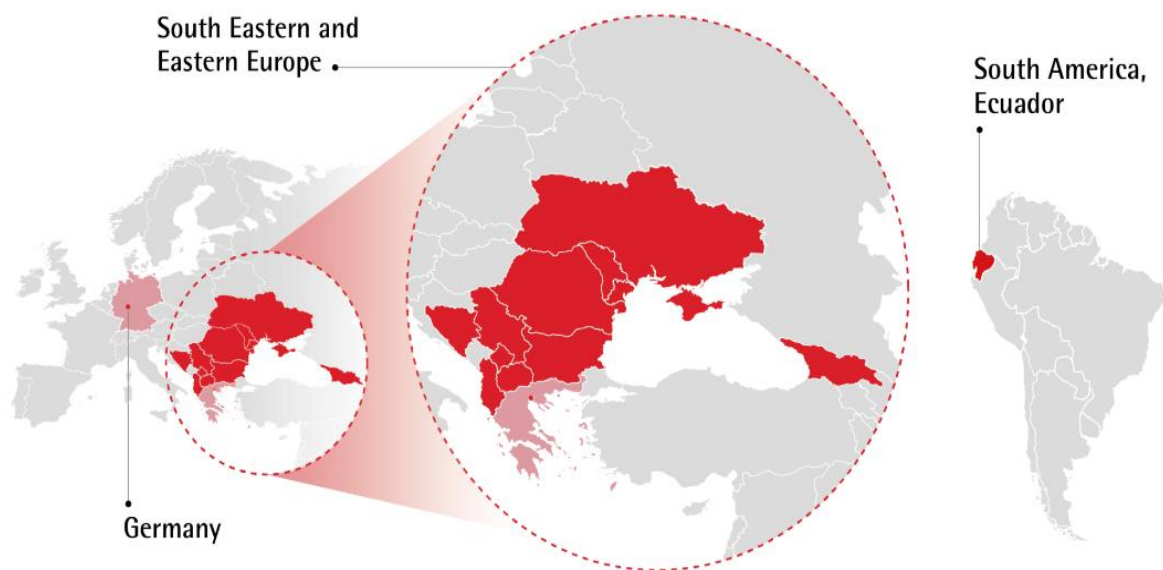 South Eastern and
Eastern Europe
South America,
Ecuador
Germany